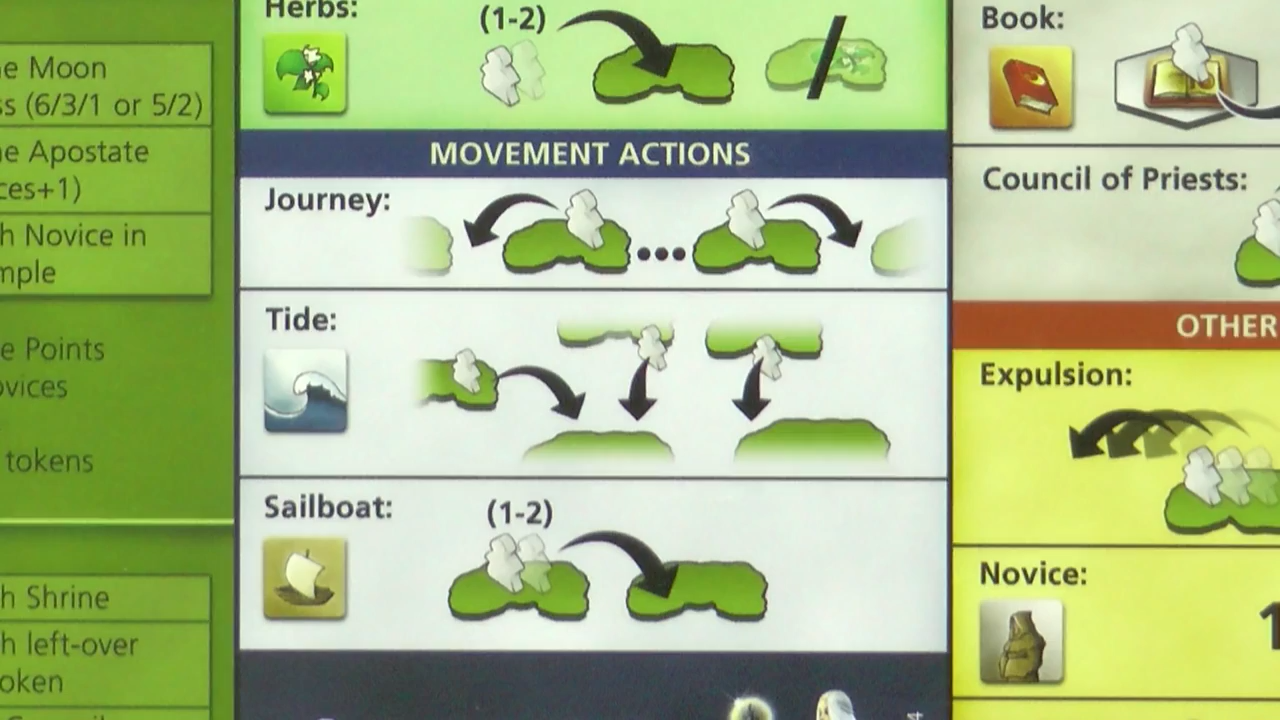 ne Moon
ss (6/3/1 or 5/2)
ne Apostate
ces+1)
h Novice in
mple
e Points
ovices
tokens
h Shrine
h left-over
oken
Herbs:
(1-2)
MOVEMENT ACTIONS
Journey:
Tide:
Sailboat:
(1-2)
Book:
Council of Priests:
OTHER
Expulsion:
Novice:
1